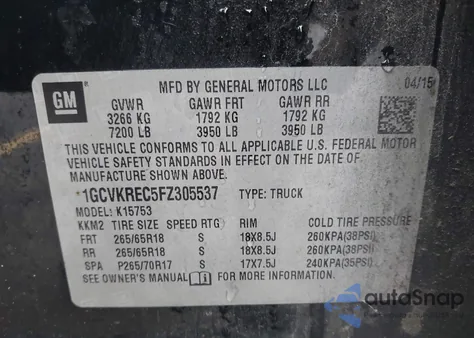 GM
MFD BY GENERAL MOTORS LLC 04/15
GVWR GAWR FRT GAWR RR
3266 KG 1792 KG 1792 KG
7200 LB 3950 LB 3950 LB
THIS VEHICLE CONFORMS TO ALL APPLICABLE U.S. FEDERAL MOTOR
VEHICLE SAFETY STANDARDS IN EFFECT ON THE DATE OF
MANUFACTURE SHOWN ABOVE.
1GCVKREC5FZ305537 TYPE: TRUCK
MODEL: K15753
KKM2 TIRE SIZE SPEED RTG RIM COLD TIRE PRESSURE
FRT 265/65R18 S 18X8.5J 260KPA(38PSI)
RR 265/65R18 S 18X8.5J 260KPA(38PSI)
SPA P265/70R17 S 17X7.5J 240KPA(35PSI)
SEE OWNER'S MANUAL FOR MORE INFORMATION.
autoSnap